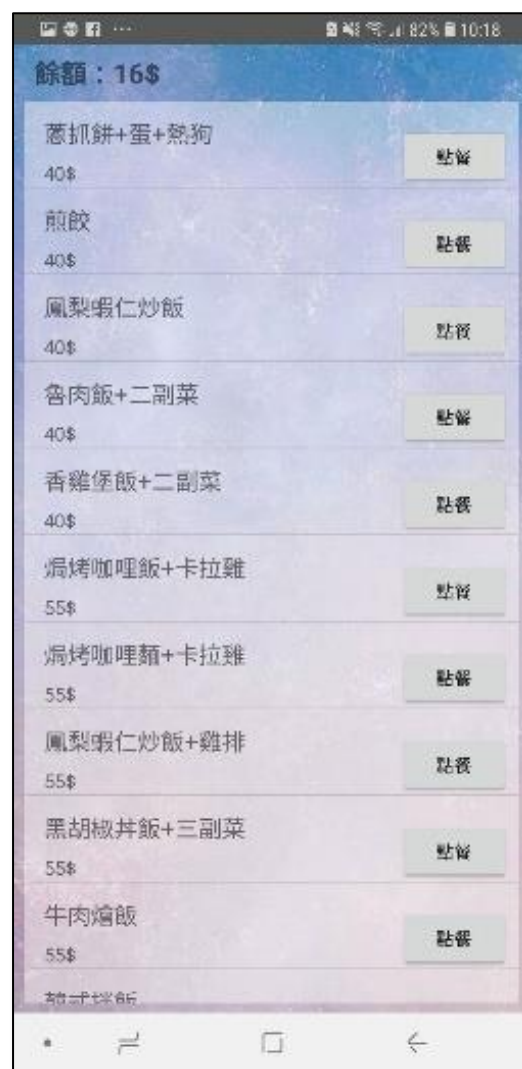 82% 10:18
餘額：16$
蔥抓餅+蛋+熱狗
點餐
40$
煎餃
點餐
40$
鳳梨蝦仁炒飯
點餐
40$
魯肉飯+二副菜
點餐
40$
香雞堡飯+二副菜
點餐
40$
焗烤咖哩飯+卡拉雞
點餐
55$
焗烤咖哩麵+卡拉雞
點餐
55$
鳳梨蝦仁炒飯+雞排
點餐
55$
黑胡椒丼飯+三副菜
點餐
55$
牛肉燴飯
點餐
55$
韓式拌飯